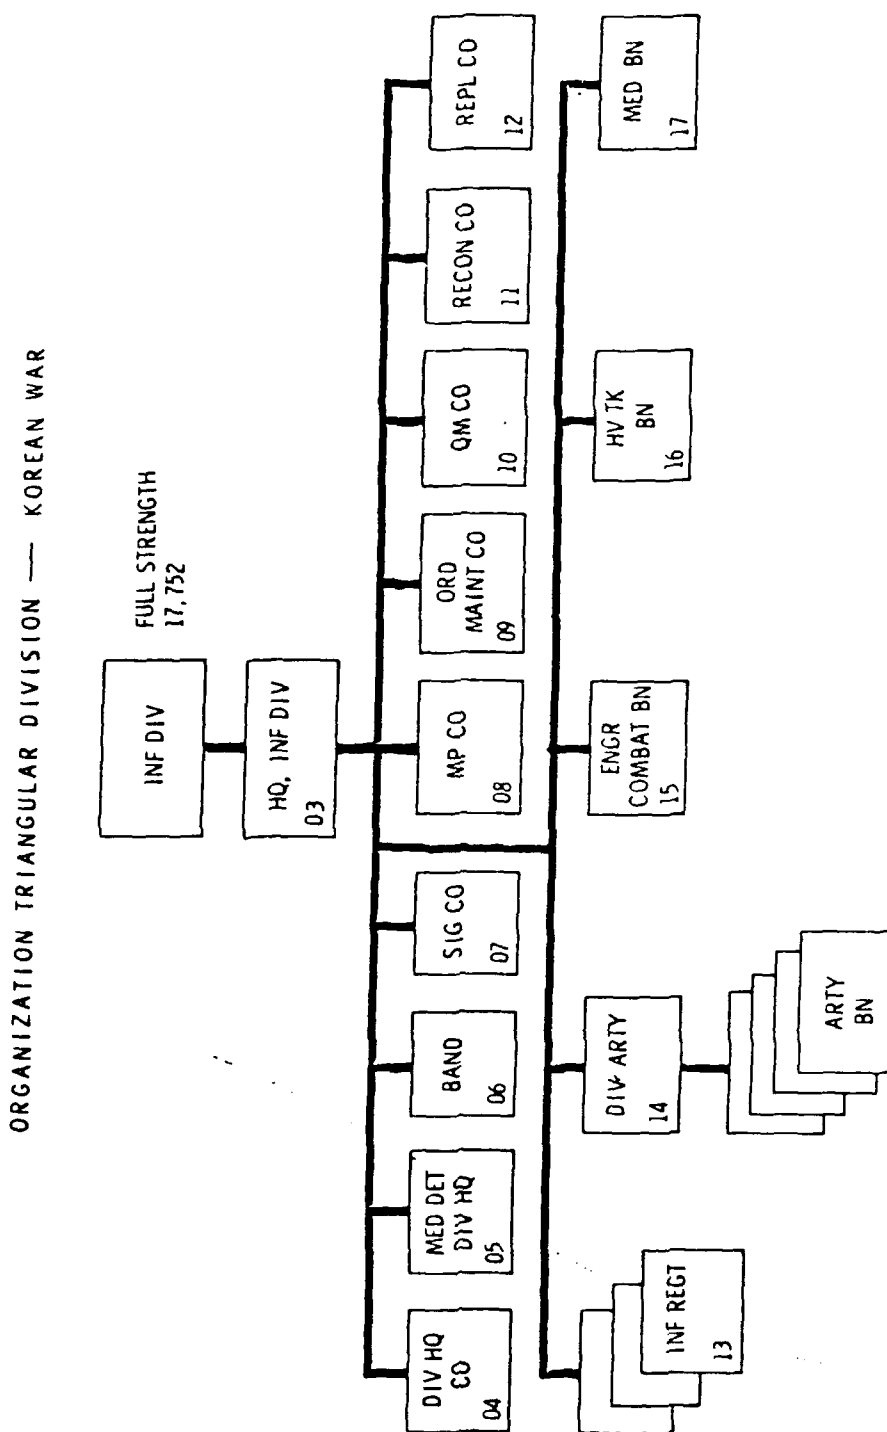 ORGANIZATION TRIANGULAR DIVISION — KOREAN WAR
INF DIV
FULL STRENGTH
17,752
HQ, INF DIV
03
DIV HQ
CO
04
MED DET
DIV HQ
05
BAND
06
SIG CO
07
MP CO
08
ORD
MAINT CO
09
QM CO
10
RECON CO
11
REPL CO
12
INF REGT
13
DIV ARTY
14
ARTY
BN
ENGR
COMBAT BN
15
HV TK
BN
16
MED BN
17